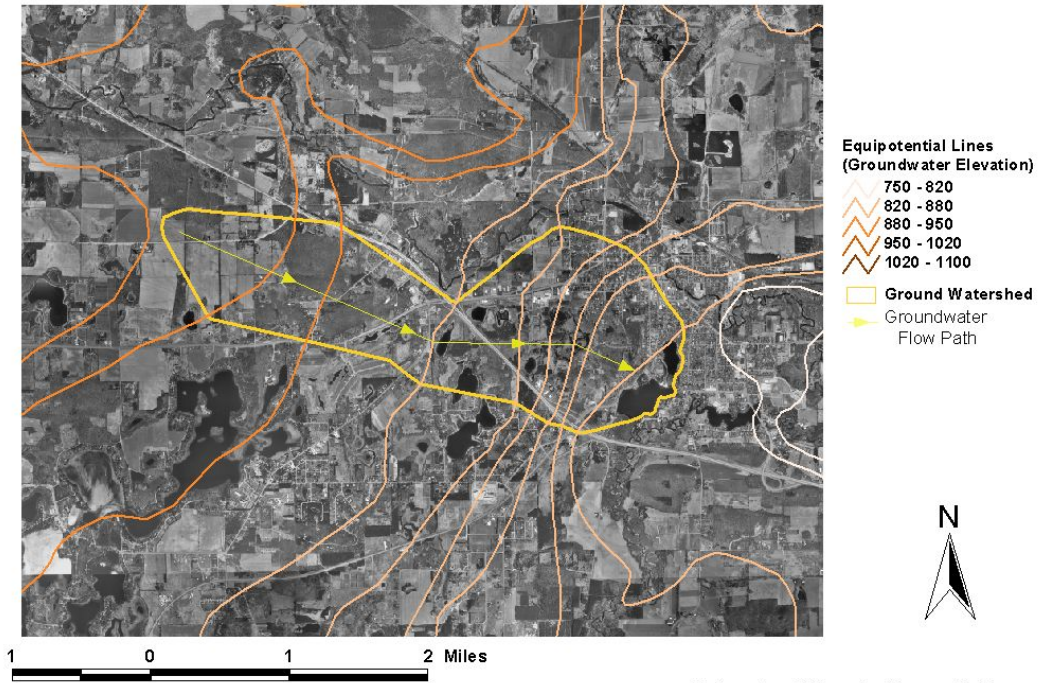 Equipotential Lines
(Groundwater Elevation)
750 - 820
820 - 880
880 - 950
950 - 1020
1020 - 1100
Ground Watershed
Groundwater
Flow Path
N
1 0 1 2 Miles